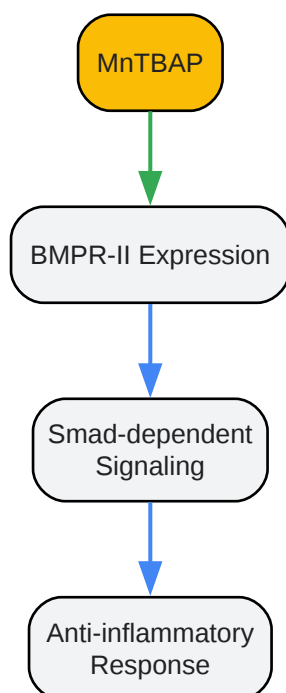 MnTBAP
BMPR-II Expression
Smad-dependent
Signaling
Anti-inflammatory
Response